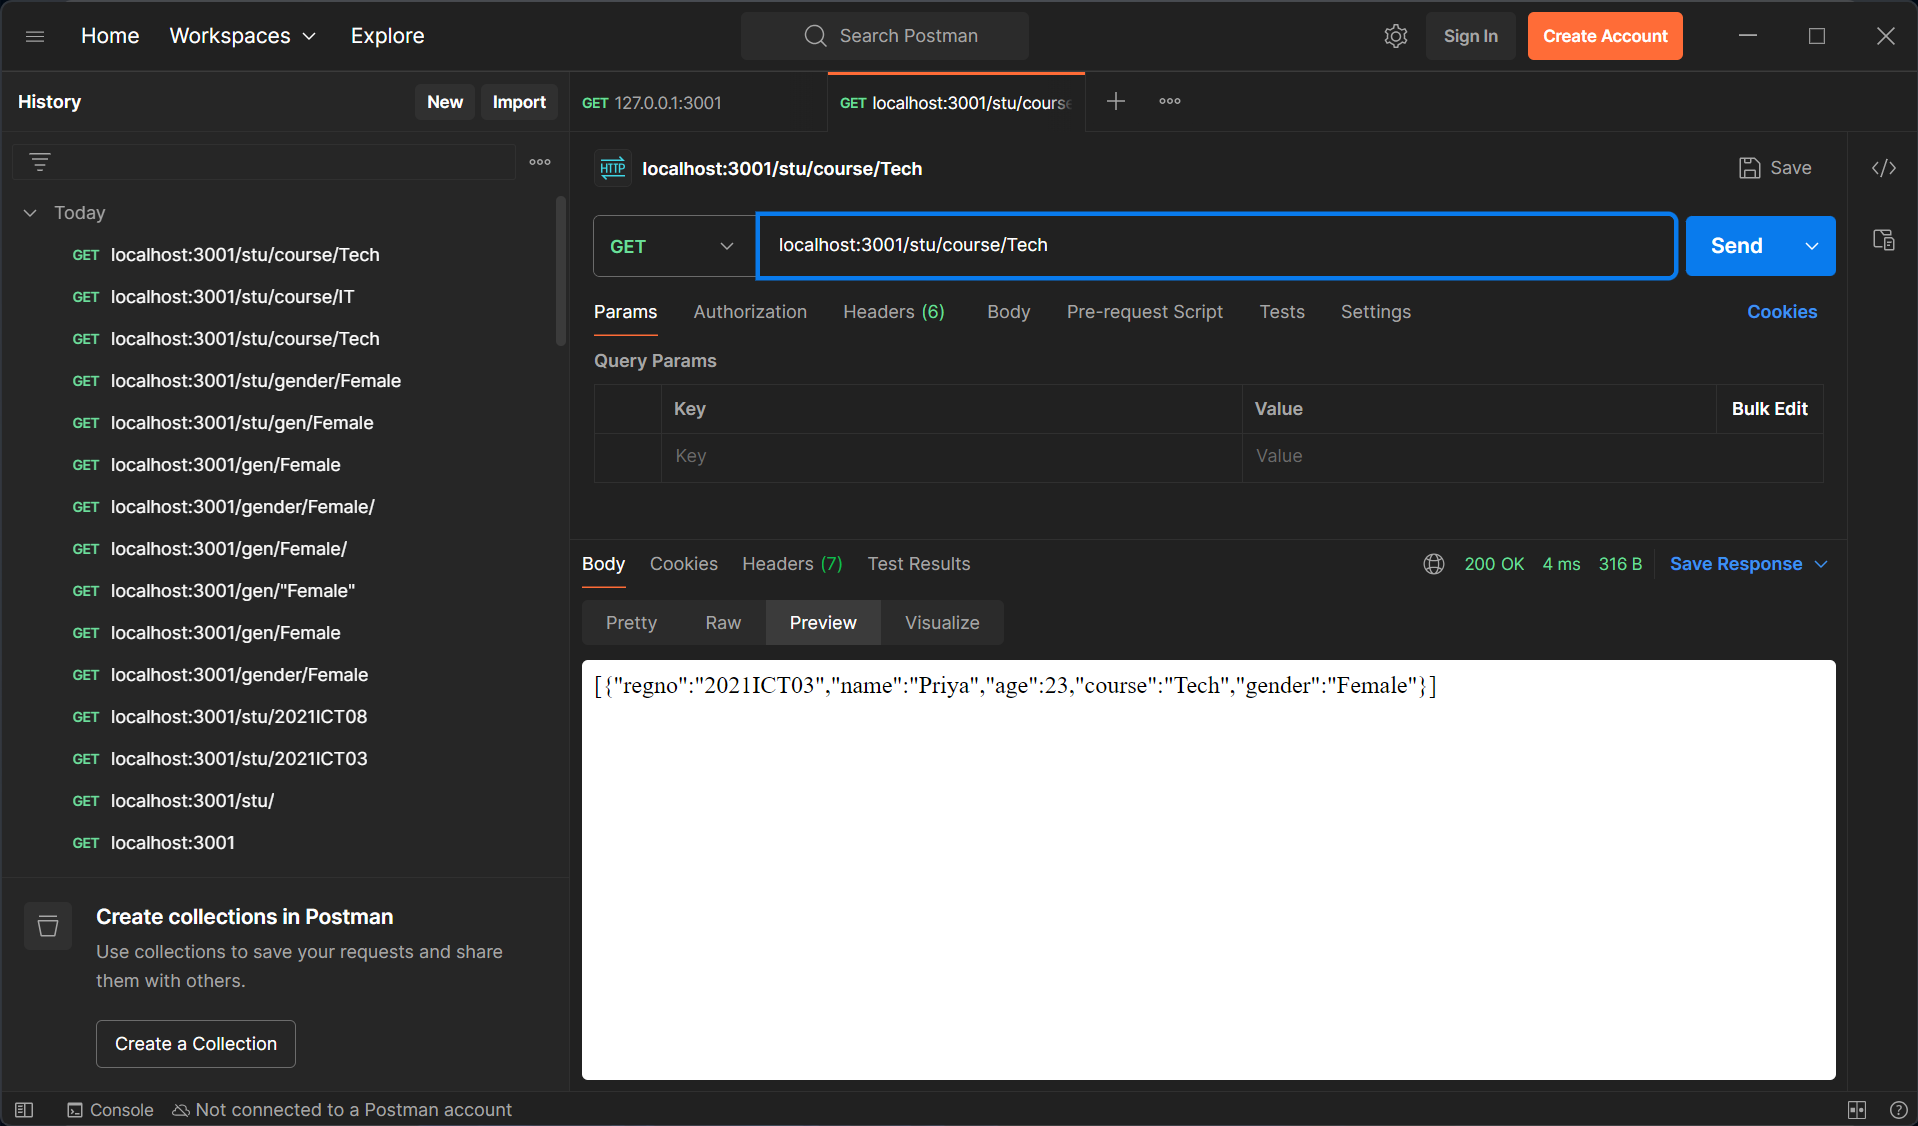 Home Workspaces Explore Search Postman Sign In Create Account
History New Import
GET 127.0.0.1:3001 GET localhost:3001/stu/course
HTTP localhost:3001/stu/course/Tech Save </>
Today
GET localhost:3001/stu/course/Tech
GET localhost:3001/stu/course/IT
GET localhost:3001/stu/course/Tech
GET localhost:3001/stu/gender/Female
GET localhost:3001/stu/gen/Female
GET localhost:3001/gen/Female
GET localhost:3001/gender/Female/
GET localhost:3001/gen/Female/
GET localhost:3001/gen/"Female"
GET localhost:3001/gen/Female
GET localhost:3001/gender/Female
GET localhost:3001/stu/2021ICT08
GET localhost:3001/stu/2021ICT03
GET localhost:3001/stu/
GET localhost:3001
Create collections in Postman
Use collections to save your requests and share
them with others.
Create a Collection
GET localhost:3001/stu/course/Tech Send
Params Authorization Headers (6) Body Pre-request Script Tests Settings Cookies
Query Params
Key Value Bulk Edit
Key Value
Body Cookies Headers (7) Test Results 200 OK 4 ms 316 B Save Response
Pretty Raw Preview Visualize
[{"regno":"2021ICT03","name":"Priya","age":23,"course":"Tech","gender":"Female"}]
Console Not connected to a Postman account